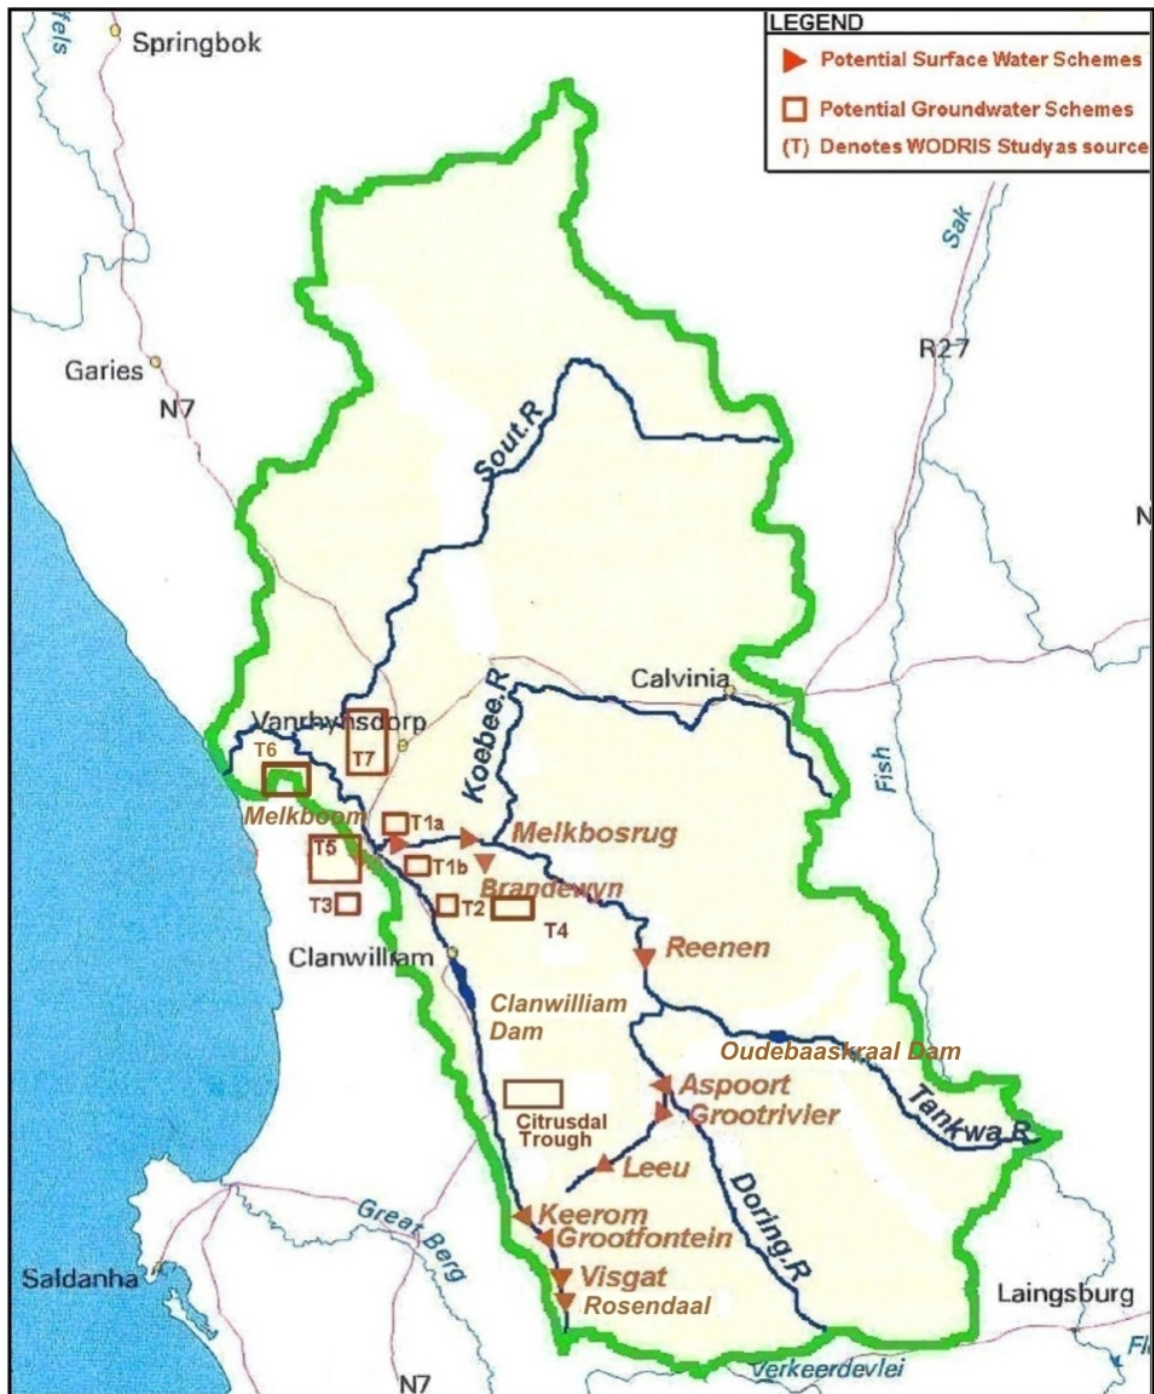 LEGEND
Potential Surface Water Schemes
Potential Groundwater Schemes
(T) Denotes WODRIS Study as source
Springbok
Sak
R27
Garies
N7
Sout.R
N
Calvinia
Koebee.R
Vanrhynsdorp
T6
T7
Fish
Melkboom
T1a
Melkbosrug
T5
T1b
Brandewyn
T3
T2
T4
Reenen
Clanwilliam
Clanwilliam
Dam
Oudebaaskraal Dam
Aspoort
Grootrivier
Tankwa.R
Citrusdal
Trough
Leeu
Doring.R
Keerom
Grootfontein
Great Berg
Visgat
Rosendaal
Saldanha
Laingsburg
Verkeerdevlei
N7